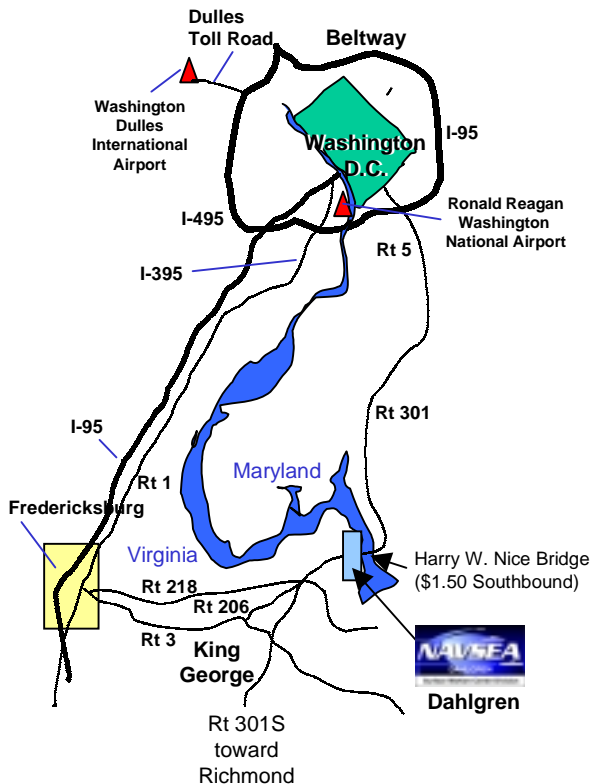 Dulles
Toll Road
Beltway
Washington
Dulles
International
Airport
I-95
Washington
D.C.
Ronald Reagan
Washington
National Airport
I-495
Rt 5
I-395
Rt 301
I-95
Rt 1
Maryland
Fredericksburg
Virginia
Harry W. Nice Bridge
($1.50 Southbound)
Rt 218
Rt 206
Rt 3
King
George
NAVSEA
Dahlgren
Rt 301S
toward
Richmond